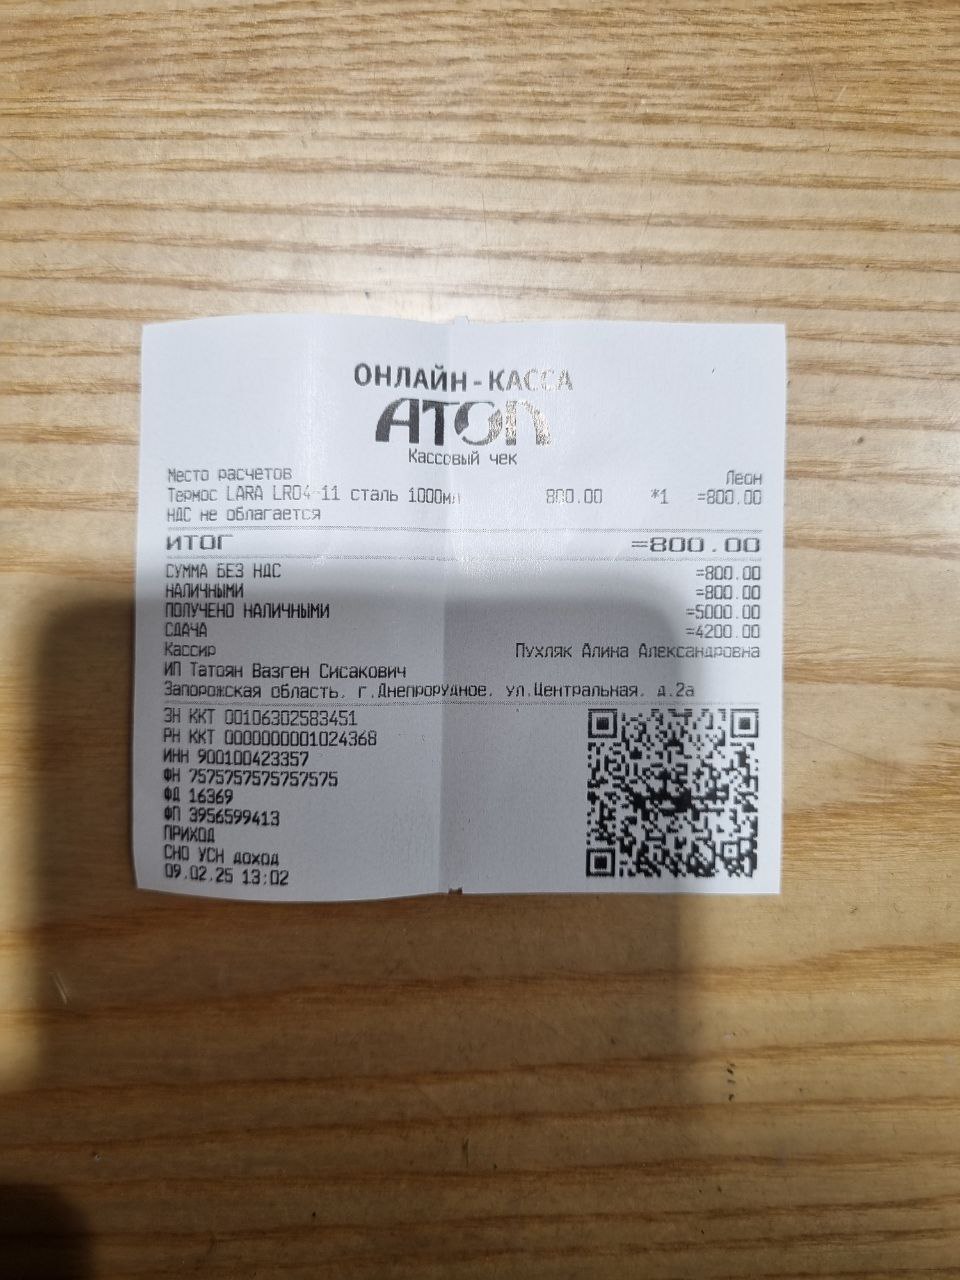 ОНЛАЙН-КАССА
АТОЛ
Кассовый чек
Место расчетов Леон
Термос LARA LR04-11 сталь 1000мл 800.00 *1 =800.00
НДС не облагается
ИТОГ =800.00
СУММА БЕЗ НДС =800.00
НАЛИЧНЫМИ =800.00
ПОЛУЧЕНО НАЛИЧНЫМИ =5000.00
СДАЧА =4200.00
Кассир Пухляк Алина Александровна
ИП Татоян Вазген Сисакович
Запорожская область, г.Днепрорудное, ул.Центральная, д.2а
ЗН ККТ 00106302583451
РН ККТ 0000000001024368
ИНН 900100423357
ФН 7575757575757575
ФД 16369
ФП 3956599413
ПРИХОД
СНО УСН доход
09.02.25 13:02